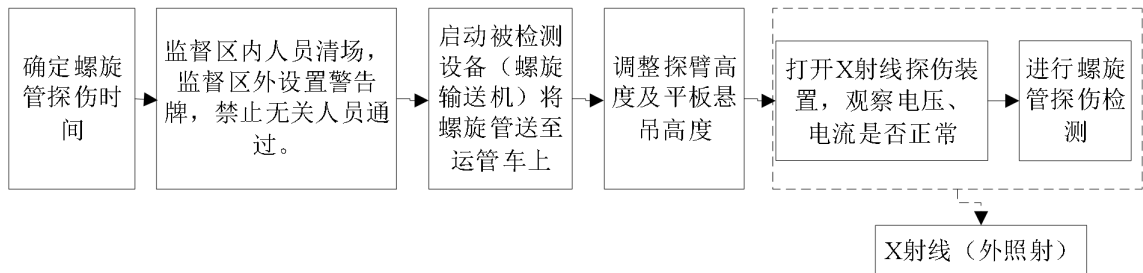 确定螺旋
管探伤时
间
监督区内人员清场，
监督区外设置警告
牌，禁止无关人员通
过。
启动被检测
设备（螺旋
输送机）将
螺旋管送至
运管车上
调整探臂高
度及平板悬
吊高度
打开X射线探伤装
置，观察电压、
电流是否正常
进行螺旋
管探伤检
测
X射线（外照射）